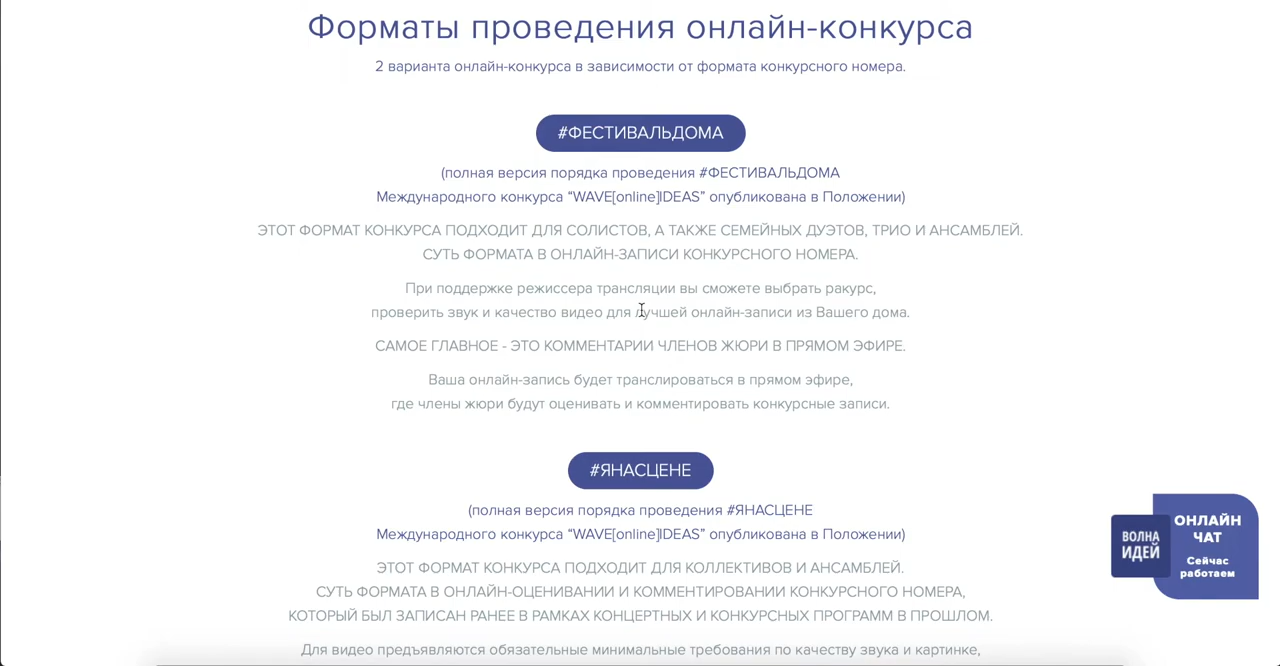 Форматы проведения онлайн-конкурса
2 варианта онлайн-конкурса в зависимости от формата конкурсного номера.
#ФЕСТИВАЛЬДОМА
(полная версия порядка проведения #ФЕСТИВАЛЬДОМА
Международного конкурса “WAVE[online]IDEAS” опубликована в Положении)
ЭТОТ ФОРМАТ КОНКУРСА ПОДХОДИТ ДЛЯ СОЛИСТОВ, А ТАКЖЕ СЕМЕЙНЫХ ДУЭТОВ, ТРИО И АНСАМБЛЕЙ.
СУТЬ ФОРМАТА В ОНЛАЙН-ЗАПИСИ КОНКУРСНОГО НОМЕРА.
При поддержке режиссера трансляции вы сможете выбрать ракурс,
проверить звук и качество видео для лучшей онлайн-записи из Вашего дома.
САМОЕ ГЛАВНОЕ - ЭТО КОММЕНТАРИИ ЧЛЕНОВ ЖЮРИ В ПРЯМОМ ЭФИРЕ.
Ваша онлайн-запись будет транслироваться в прямом эфире,
где члены жюри будут оценивать и комментировать конкурсные записи.
#ЯНАСЦЕНЕ
(полная версия порядка проведения #ЯНАСЦЕНЕ
Международного конкурса “WAVE[online]IDEAS” опубликована в Положении)
ЭТОТ ФОРМАТ КОНКУРСА ПОДХОДИТ ДЛЯ КОЛЛЕКТИВОВ И АНСАМБЛЕЙ.
СУТЬ ФОРМАТА В ОНЛАЙН-ОЦЕНИВАНИИ И КОММЕНТИРОВАНИИ КОНКУРСНОГО НОМЕРА,
КОТОРЫЙ БЫЛ ЗАПИСАН РАНЕЕ В РАМКАХ КОНЦЕРТНЫХ И КОНКУРСНЫХ ПРОГРАММ В ПРОШЛОМ.
Для видео предъявляются обязательные минимальные требования по качеству звука и картинке,
ВОЛНА
ИДЕЙ
ОНЛАЙН
ЧАТ
Сейчас
работаем